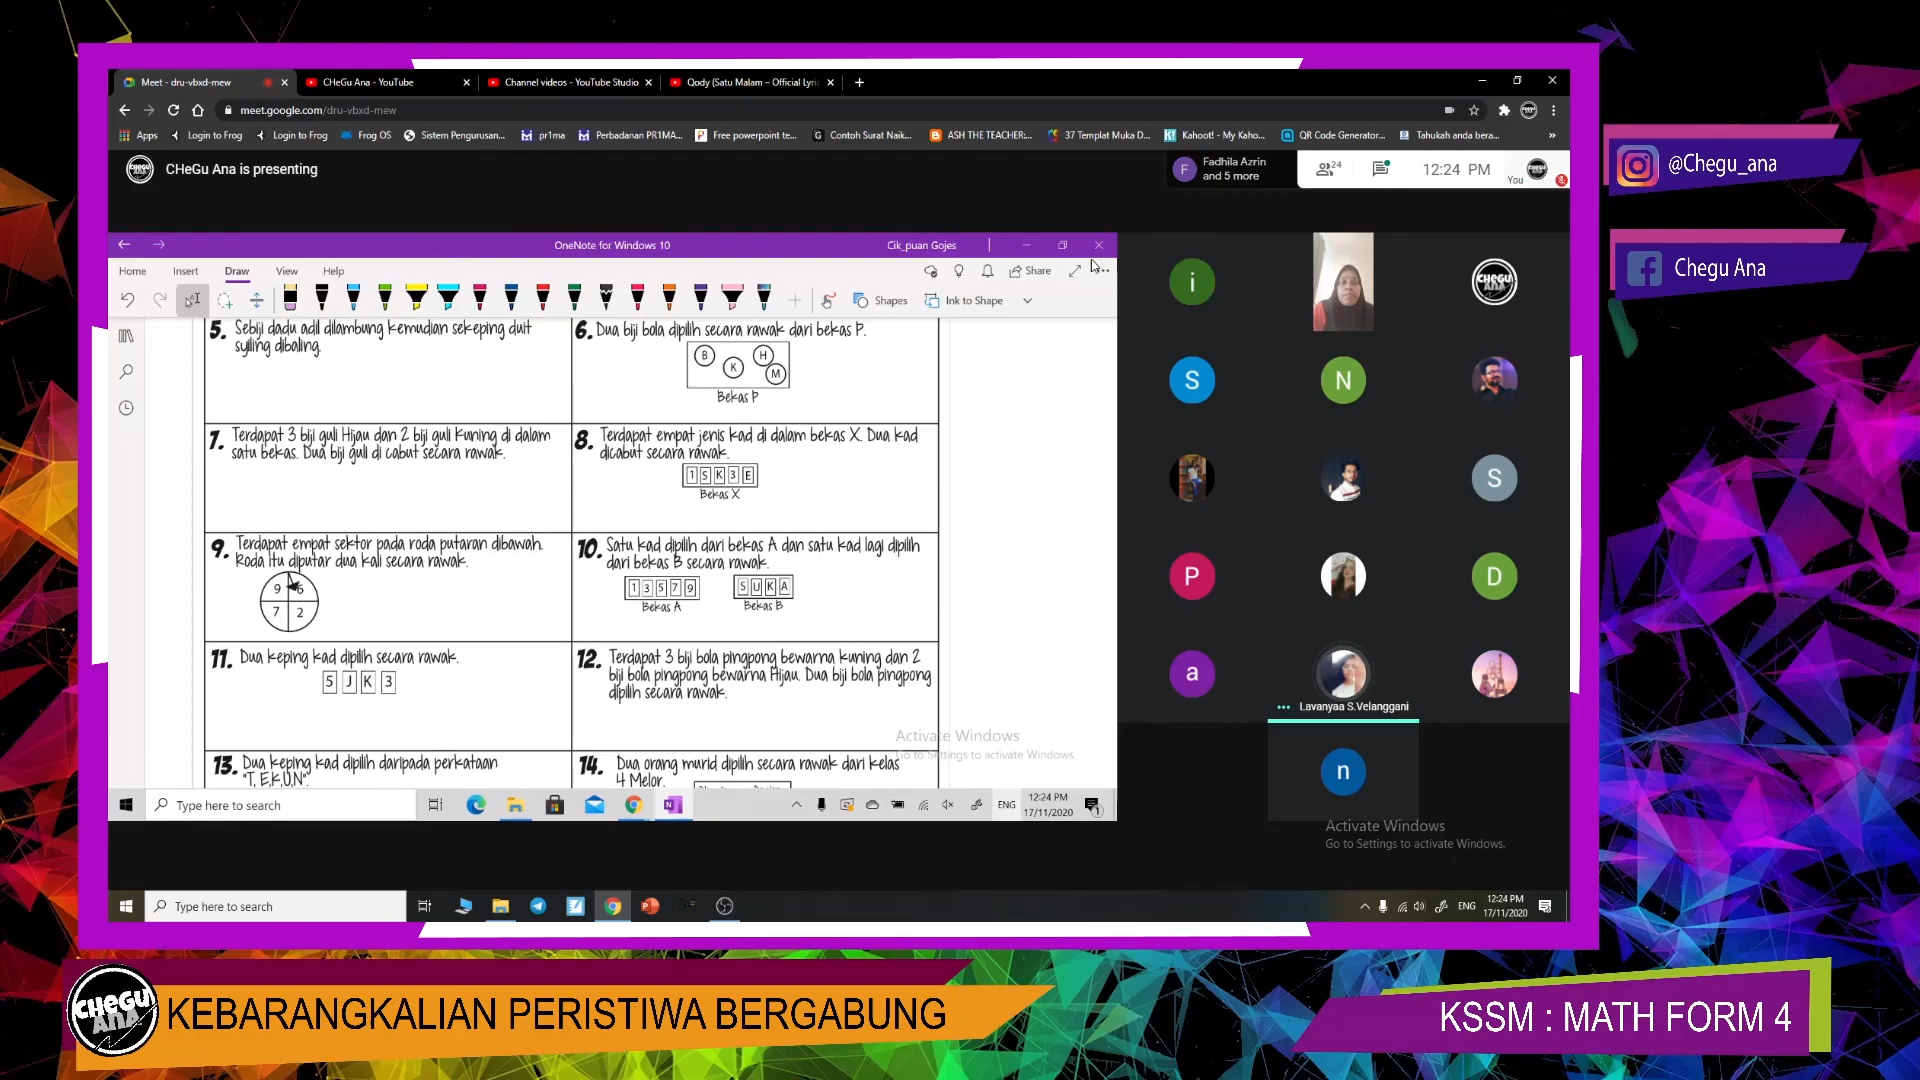 Meet - dru-vbxd-mew
CHeGu Ana - YouTube
Channel videos - YouTube Studio
Qody (Satu Malam – Official Lyric
meet.google.com/dru-vbxd-mew
Apps
Login to Frog
Login to Frog
Frog OS
Sistem Pengurusan...
pr1ma
Perbadanan PR1MA...
Free powerpoint te...
Contoh Surat Naik...
ASH THE TEACHER:...
37 Templat Muka D...
Kahoot! - My Kaho...
QR Code Generator...
Tahukah anda bera...
CHeGu Ana is presenting
F
Fadhila Azrin
and 5 more
24
12:24 PM
You
@Chegu_ana
Chegu Ana
OneNote for Windows 10
Cik_puan Gojes
Home
Insert
Draw
View
Help
Share
Shapes
Ink to Shape
5. Sebiji dadu adil dilambung kemudian sekeping duit
syiling dibaling.
6. Dua biji bola dipilih secara rawak dari bekas P.
B K H M
Bekas P
7. Terdapat 3 biji guli Hijau dan 2 biji guli Kuning di dalam
satu bekas. Dua biji guli di cabut secara rawak.
8. Terdapat empat jenis kad di dalam bekas X. Dua kad
dicabut secara rawak.
1 S K 3 E
Bekas X
9. Terdapat empat sektor pada roda putaran dibawah.
Roda itu diputar dua kali secara rawak.
9 6
7 2
10. Satu kad dipilih dari bekas A dan satu kad lagi dipilih
dari bekas B secara rawak.
1 3 5 7 9
Bekas A
S U K A
Bekas B
11. Dua keping kad dipilih secara rawak.
5 J K 3
12. Terdapat 3 biji bola pingpong bewarna kuning dan 2
biji bola pingpong bewarna Hijau. Dua biji bola pingpong
dipilih secara rawak.
13. Dua keping kad dipilih daripada perkataan
"T, E,K,U,N".
14. Dua orang murid dipilih secara rawak dari kelas
4 Melor.
Activate Windows
Go to Settings to activate Windows.
Type here to search
ENG
12:24 PM
17/11/2020
1
i
CHEGU
ANA
S
N
S
P
D
a
Lavanyaa S.Velanggani
n
Activate Windows
Go to Settings to activate Windows.
Type here to search
ENG
12:24 PM
17/11/2020
CHEGU
ANA
KEBARANGKALIAN PERISTIWA BERGABUNG
KSSM : MATH FORM 4